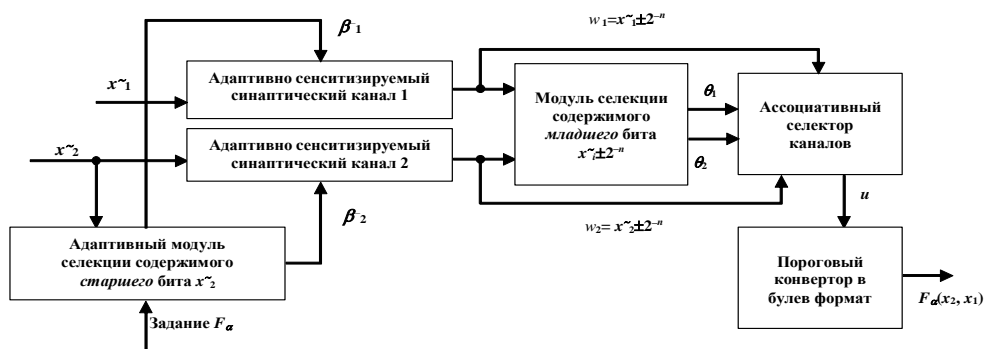 w₁=x~₁±2⁻ⁿ
β⁻₁
x~₁
Адаптивно сенситизируемый
синаптический канал 1
Модуль селекции
содержимого
младшего бита
x~ᵢ±2⁻ⁿ
θ₁
θ₂
Ассоциативный
селектор
каналов
x~₂
Адаптивно сенситизируемый
синаптический канал 2
β⁻₂
w₂= x~₂±2⁻ⁿ
u
Адаптивный модуль
селекции содержимого
старшего бита x~₂
Пороговый
конвертор в
булев формат
Fα(x₂, x₁)
Задание Fα